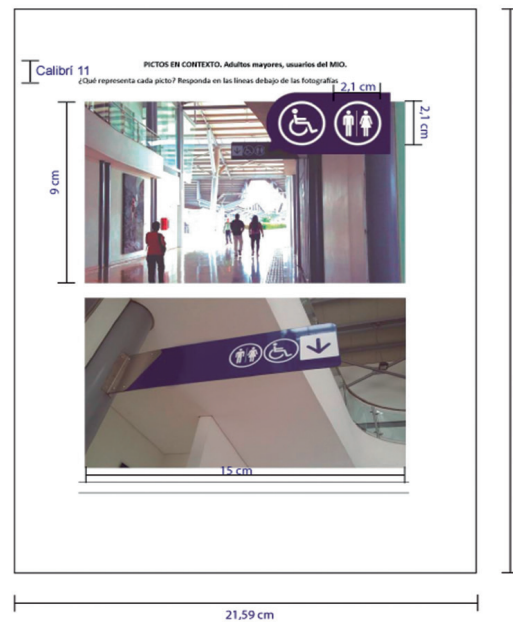 PICTOS EN CONTEXTO. Adultos mayores, usuarios del MIO.
Calibrí 11
¿Qué representa cada picto? Responda en las líneas debajo de las fotografías
2,1 cm
2,1 cm
9 cm
15 cm
21,59 cm